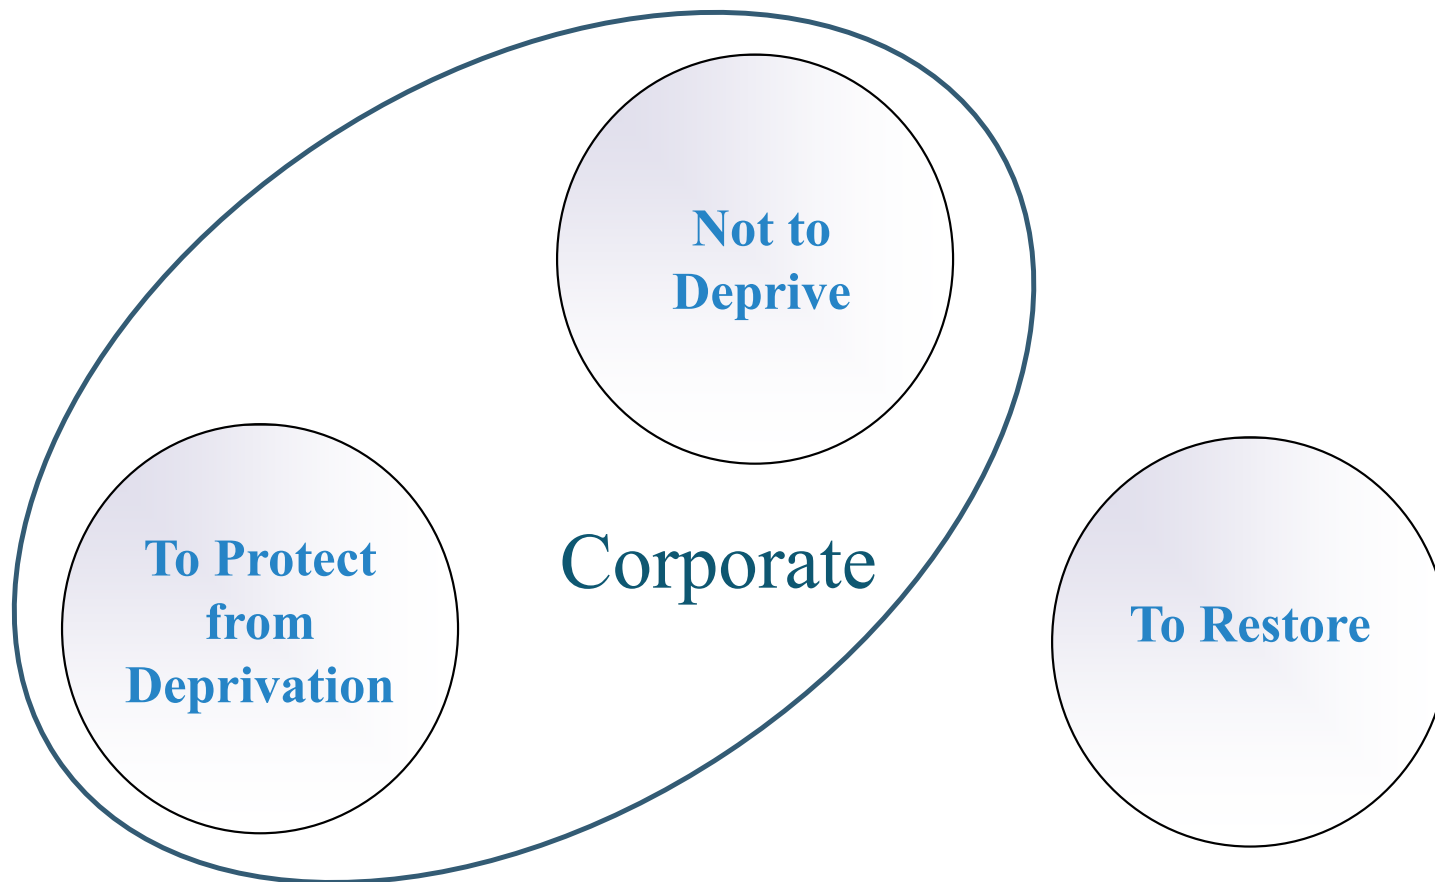 Not to
Deprive
To Protect
from
Deprivation
Corporate
To Restore